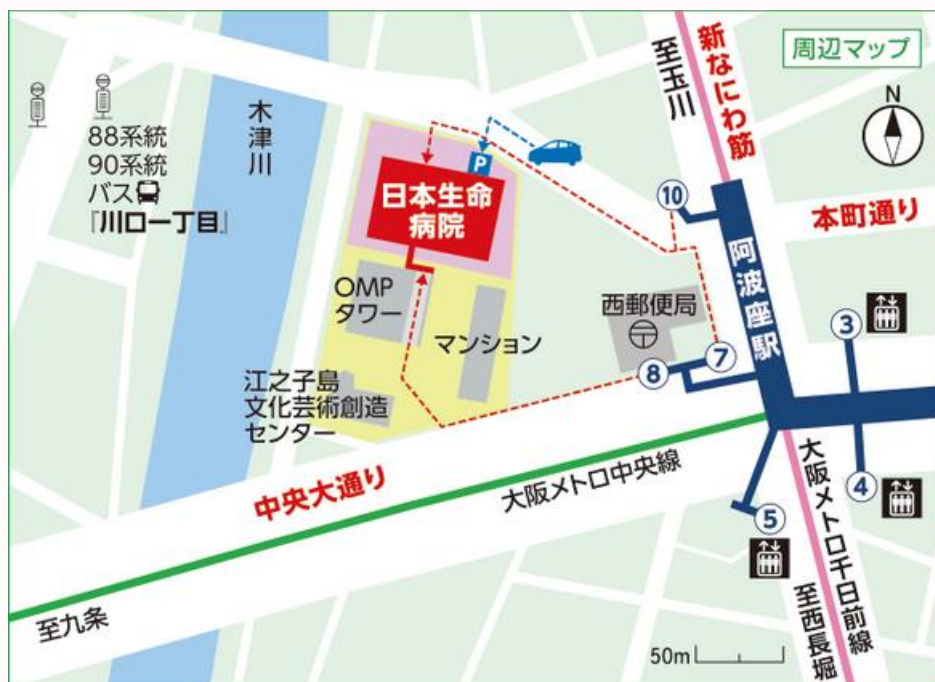 周辺マップ
N
新なにわ筋
至玉川
木津川
88系統
90系統
バス
『川口一丁目』
P
日本生命
病院
10
本町通り
阿波座駅
OMP
タワー
マンション
西郵便局
〒
3
7
8
江之子島
文化芸術創造
センター
中央大通り
大阪メトロ中央線
大阪メトロ千日前線
4
5
至九条
至西長堀
50m